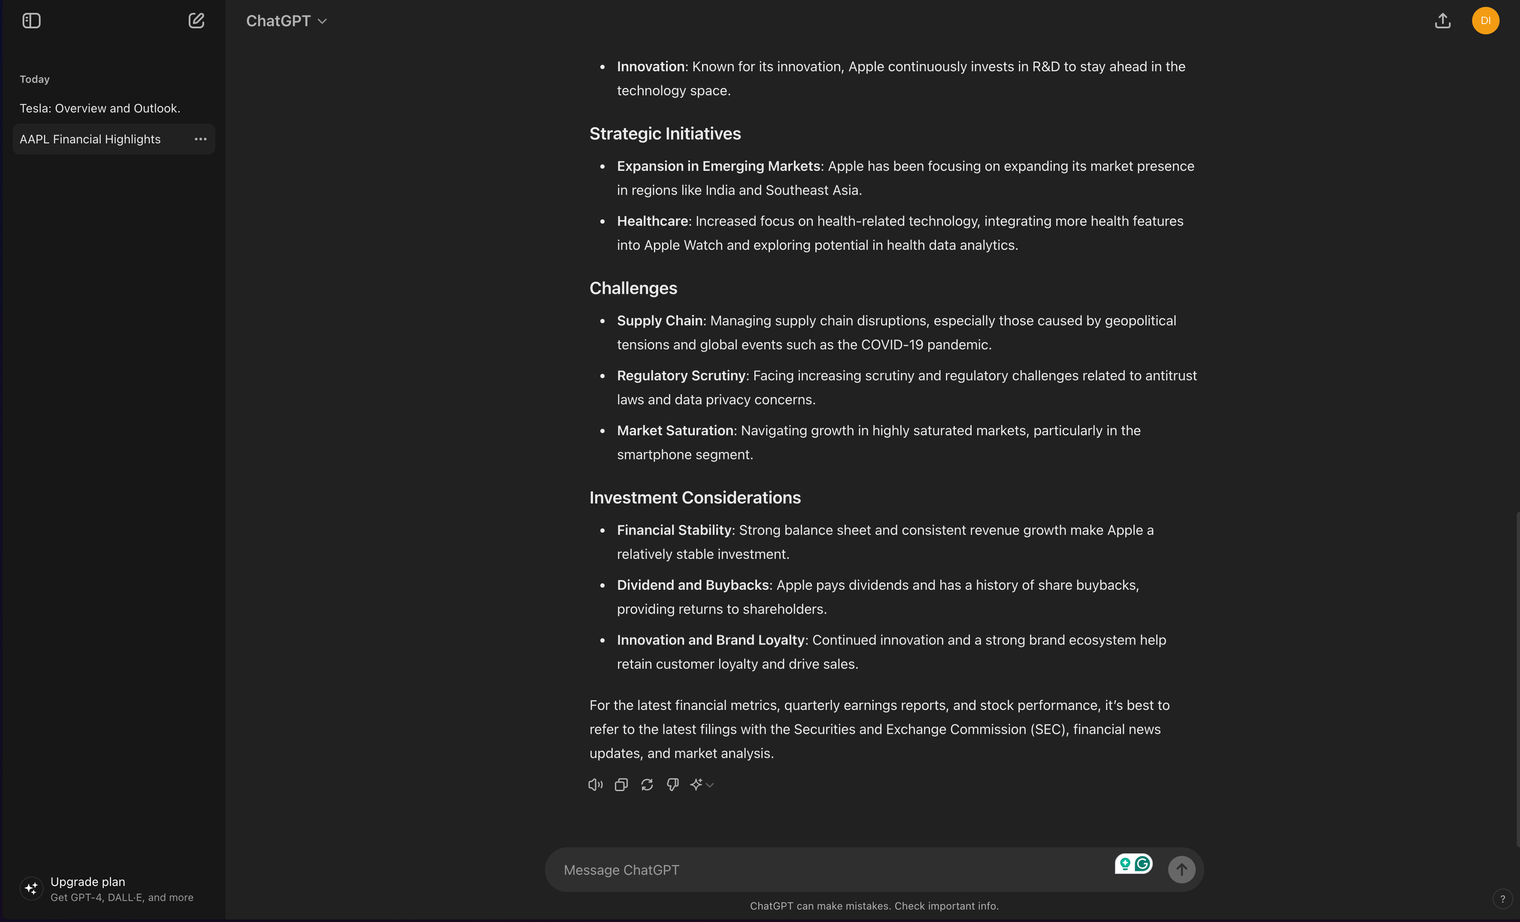 ChatGPT
DI
Today
Tesla: Overview and Outlook.
AAPL Financial Highlights
• Innovation: Known for its innovation, Apple continuously invests in R&D to stay ahead in the
technology space.
Strategic Initiatives
• Expansion in Emerging Markets: Apple has been focusing on expanding its market presence
in regions like India and Southeast Asia.
• Healthcare: Increased focus on health-related technology, integrating more health features
into Apple Watch and exploring potential in health data analytics.
Challenges
• Supply Chain: Managing supply chain disruptions, especially those caused by geopolitical
tensions and global events such as the COVID-19 pandemic.
• Regulatory Scrutiny: Facing increasing scrutiny and regulatory challenges related to antitrust
laws and data privacy concerns.
• Market Saturation: Navigating growth in highly saturated markets, particularly in the
smartphone segment.
Investment Considerations
• Financial Stability: Strong balance sheet and consistent revenue growth make Apple a
relatively stable investment.
• Dividend and Buybacks: Apple pays dividends and has a history of share buybacks,
providing returns to shareholders.
• Innovation and Brand Loyalty: Continued innovation and a strong brand ecosystem help
retain customer loyalty and drive sales.
For the latest financial metrics, quarterly earnings reports, and stock performance, it's best to
refer to the latest filings with the Securities and Exchange Commission (SEC), financial news
updates, and market analysis.
Message ChatGPT
Upgrade plan
Get GPT-4, DALL·E, and more
ChatGPT can make mistakes. Check important info.
?